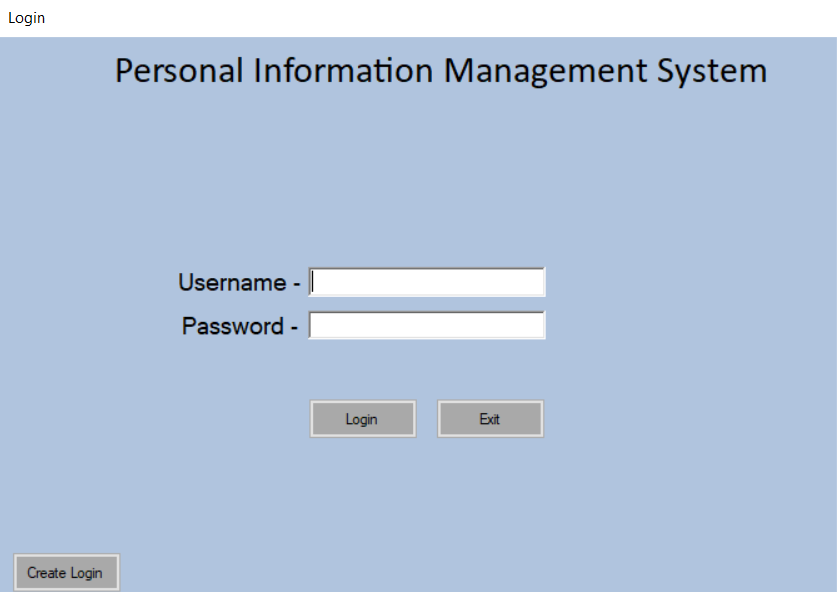 Login
Personal Information Management System
Username -
Password -
Login Exit
Create Login